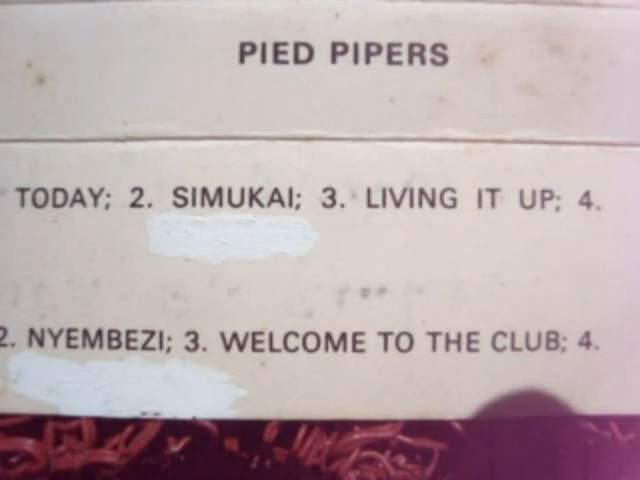 PIED PIPERS
TODAY; 2. SIMUKAI; 3. LIVING IT UP; 4.
2. NYEMBEZI; 3. WELCOME TO THE CLUB; 4.